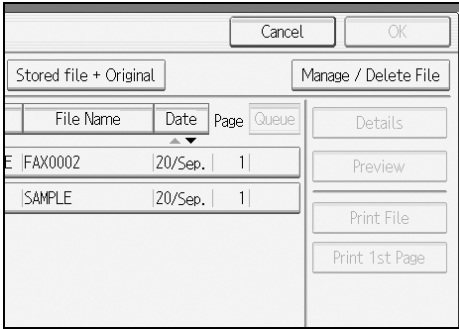 Cancel OK
Stored file + Original Manage / Delete File
File Name Date Page Queue Details
E FAX0002 20/Sep. 1 Preview
SAMPLE 20/Sep. 1
Print File
Print 1st Page